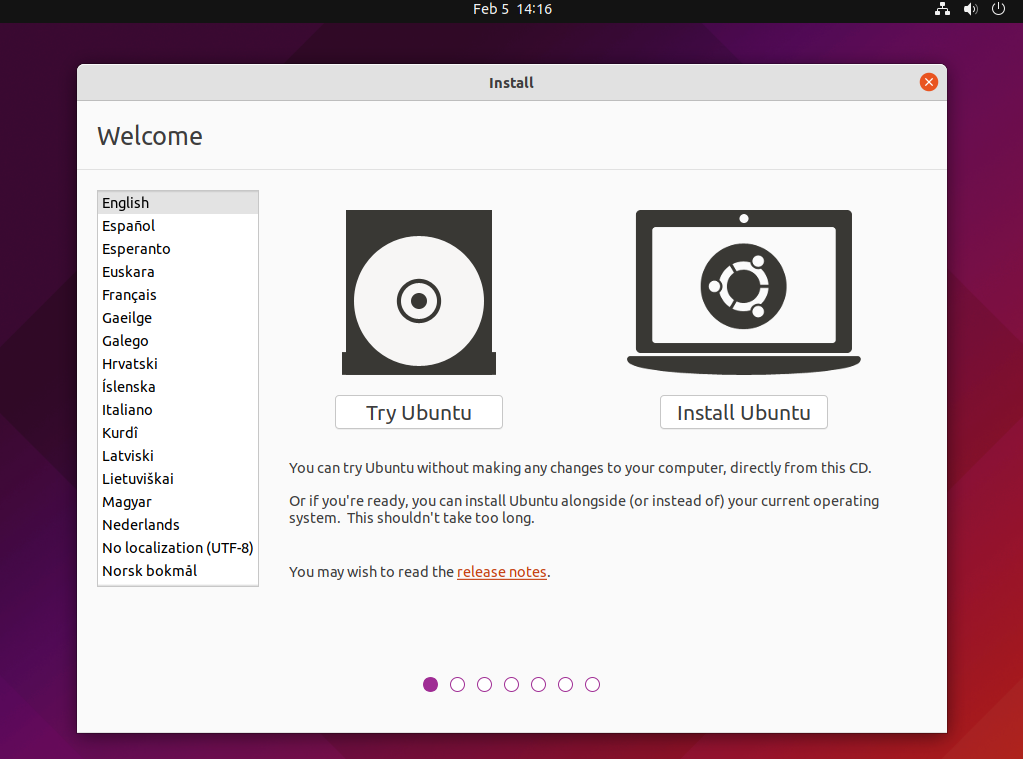 Feb 5 14:16
Install
Welcome
English
Español
Esperanto
Euskara
Français
Gaeilge
Galego
Hrvatski
Íslenska
Italiano
Kurdî
Latviski
Lietuviškai
Magyar
Nederlands
No localization (UTF-8)
Norsk bokmål
Try Ubuntu
Install Ubuntu
You can try Ubuntu without making any changes to your computer, directly from this CD.
Or if you're ready, you can install Ubuntu alongside (or instead of) your current operating
system. This shouldn't take too long.
You may wish to read the release notes.